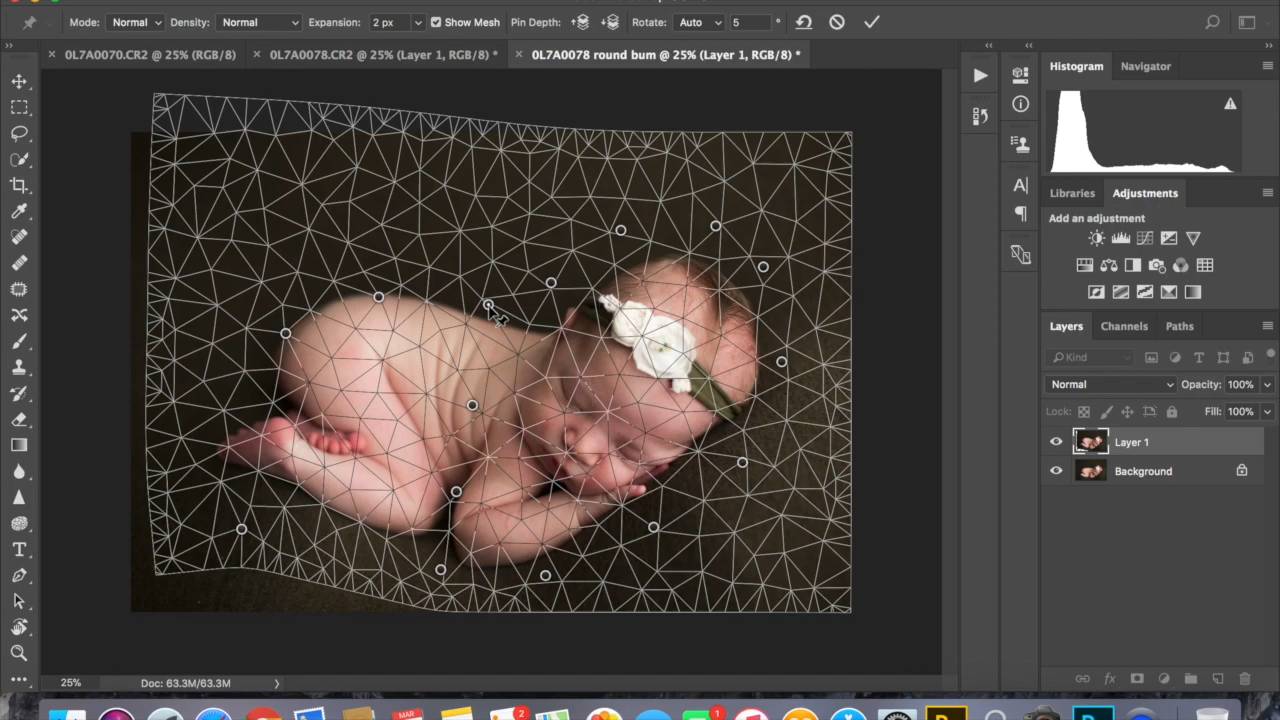 Mode: Normal Density: Normal Expansion: 2 px Show Mesh Pin Depth: Rotate: Auto 5 °
0L7A0070.CR2 @ 25% (RGB/8) 0L7A0078.CR2 @ 25% (Layer 1, RGB/8) * 0L7A0078 round bum @ 25% (Layer 1, RGB/8) *
Histogram Navigator
Libraries Adjustments
Add an adjustment
Layers Channels Paths
Kind
Normal Opacity: 100%
Lock: Fill: 100%
Layer 1
Background
25% Doc: 63.3M/63.3M
MAR 2 1